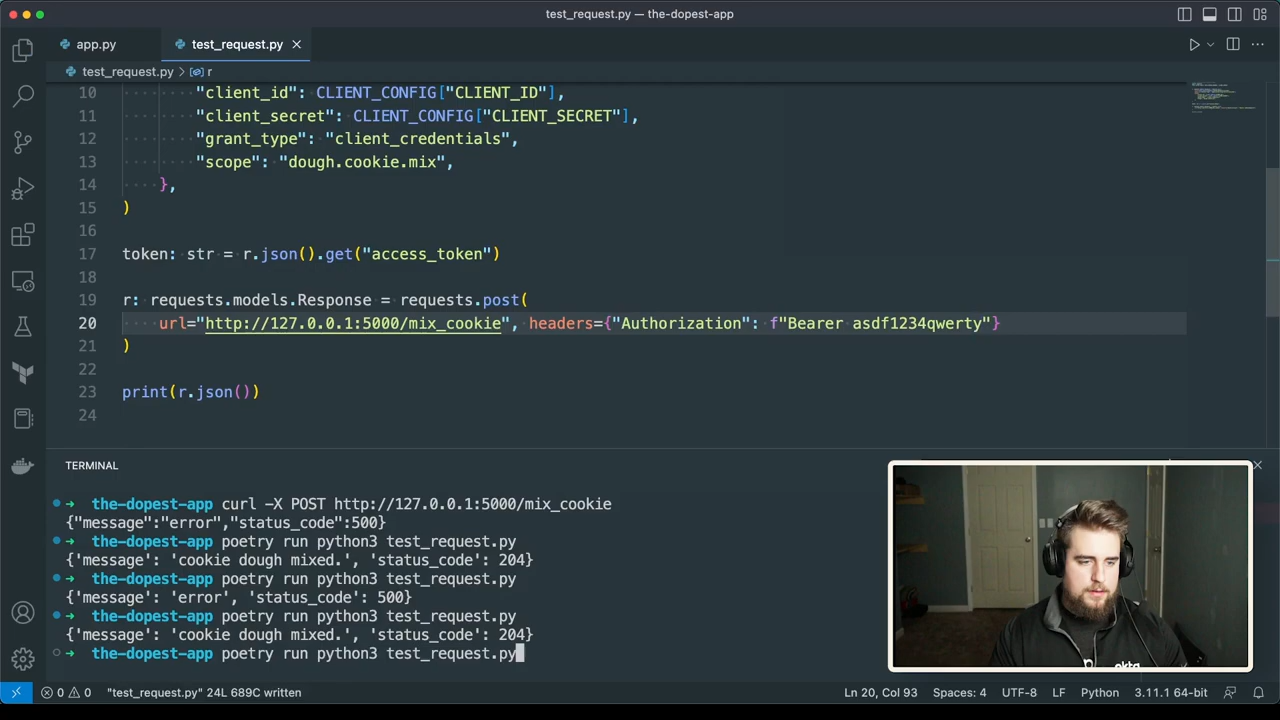 test_request.py — the-dopest-app
app.py
test_request.py
test_request.py > r
10 "client_id": CLIENT_CONFIG["CLIENT_ID"],
11 "client_secret": CLIENT_CONFIG["CLIENT_SECRET"],
12 "grant_type": "client_credentials",
13 "scope": "dough.cookie.mix",
14 },
15 )
16
17 token: str = r.json().get("access_token")
18
19 r: requests.models.Response = requests.post(
20 url="http://127.0.0.1:5000/mix_cookie", headers={"Authorization": f"Bearer asdf1234qwerty"}
21 )
22
23 print(r.json())
24
TERMINAL
→ the-dopest-app curl -X POST http://127.0.0.1:5000/mix_cookie
{"message":"error","status_code":500}
→ the-dopest-app poetry run python3 test_request.py
{'message': 'cookie dough mixed.', 'status_code': 204}
→ the-dopest-app poetry run python3 test_request.py
{'message': 'error', 'status_code': 500}
→ the-dopest-app poetry run python3 test_request.py
{'message': 'cookie dough mixed.', 'status_code': 204}
→ the-dopest-app poetry run python3 test_request.py
okta
0 0 "test_request.py" 24L 689C written
Ln 20, Col 93 Spaces: 4 UTF-8 LF Python 3.11.1 64-bit